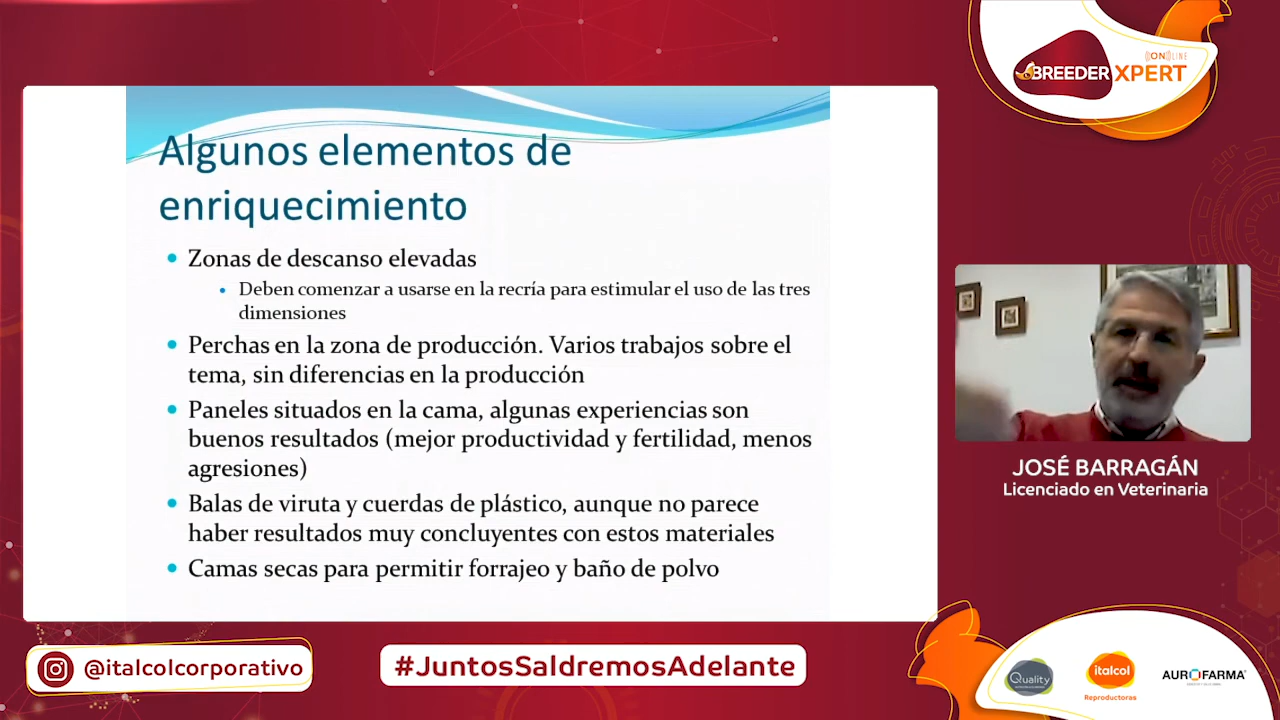 ((ON))LINE
BREEDER XPERT
Algunos elementos de
enriquecimiento
Zonas de descanso elevadas
Deben comenzar a usarse en la recría para estimular el uso de las tres
dimensiones
Perchas en la zona de producción. Varios trabajos sobre el
tema, sin diferencias en la producción
Paneles situados en la cama, algunas experiencias son
buenos resultados (mejor productividad y fertilidad, menos
agresiones)
Balas de viruta y cuerdas de plástico, aunque no parece
haber resultados muy concluyentes con estos materiales
Camas secas para permitir forrajeo y baño de polvo
JOSÉ BARRAGÁN
Licenciado en Veterinaria
@italcolcorporativo
#JuntosSaldremosAdelante
Quality
italcol
Reproductoras
AUROFARMA